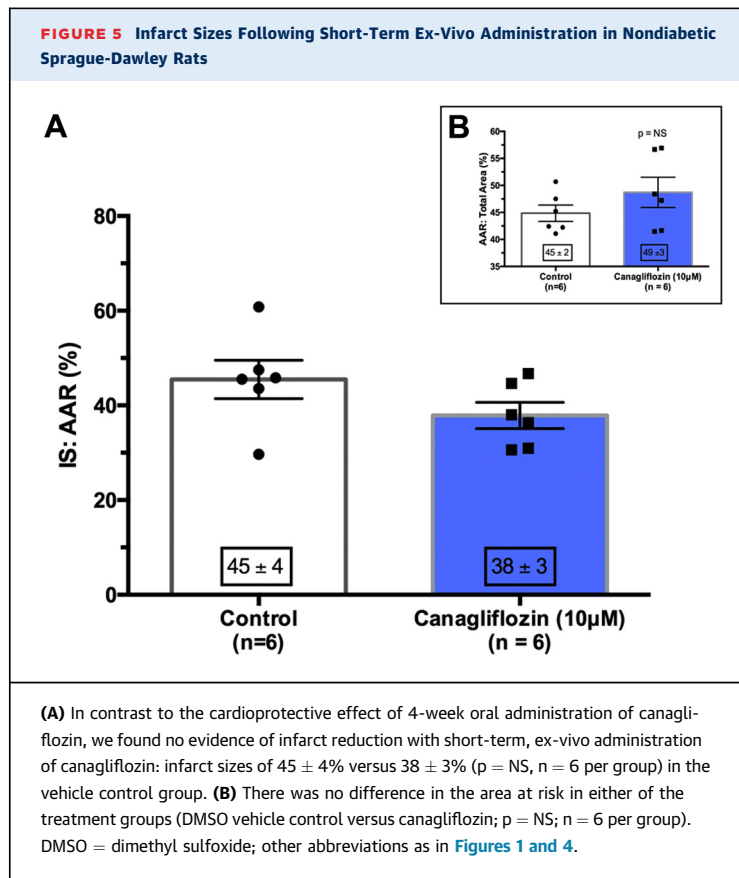 FIGURE 5 Infarct Sizes Following Short-Term Ex-Vivo Administration in Nondiabetic
Sprague-Dawley Rats
A
IS: AAR (%)
80
60
40
20
0
45 ± 4
38 ± 3
Control
(n=6)
Canagliflozin (10µM)
(n = 6)
B
p = NS
AAR: Total Area (%)
60
55
50
45
40
35
45 ± 2
49 ±3
Control
(n=6)
Canagliflozin (10µM)
(n = 6)
(A) In contrast to the cardioprotective effect of 4-week oral administration of canagli-
flozin, we found no evidence of infarct reduction with short-term, ex-vivo administration
of canagliflozin: infarct sizes of 45 ± 4% versus 38 ± 3% (p = NS, n = 6 per group) in the
vehicle control group. (B) There was no difference in the area at risk in either of the
treatment groups (DMSO vehicle control versus canagliflozin; p = NS; n = 6 per group).
DMSO = dimethyl sulfoxide; other abbreviations as in Figures 1 and 4.